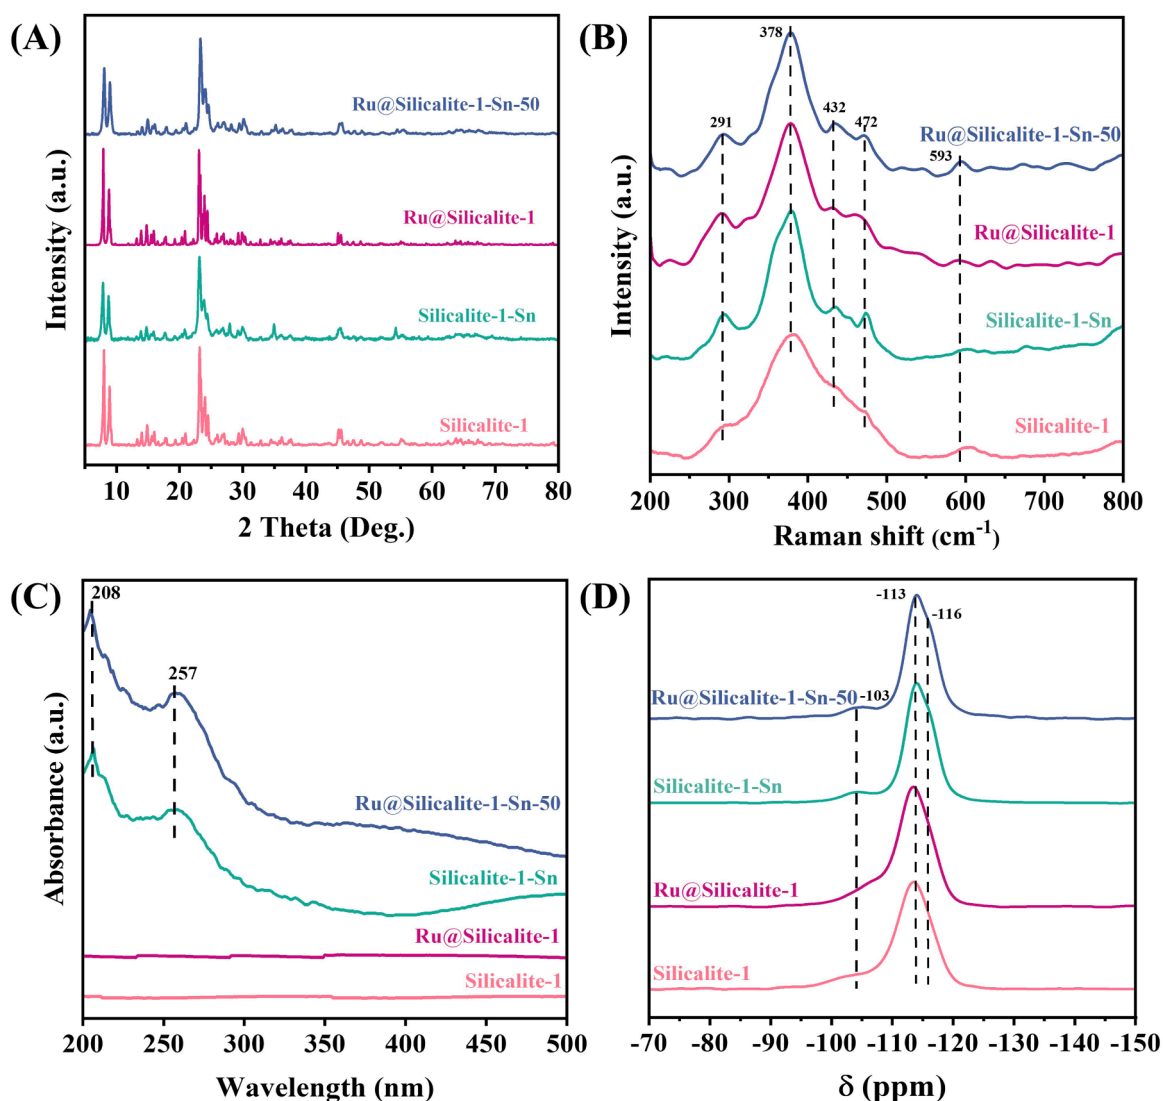 (A)
Ru@Silicalite-1-Sn-50
Ru@Silicalite-1
Silicalite-1-Sn
Silicalite-1
Intensity (a.u.)
10 20 30 40 50 60 70 80
2 Theta (Deg.)
(B)
378
291
432
472
593
Ru@Silicalite-1-Sn-50
Ru@Silicalite-1
Silicalite-1-Sn
Silicalite-1
Intensity (a.u.)
200 300 400 500 600 700 800
Raman shift (cm-1)
(C)
208
257
Ru@Silicalite-1-Sn-50
Silicalite-1-Sn
Ru@Silicalite-1
Silicalite-1
Absorbance (a.u.)
200 250 300 350 400 450 500
Wavelength (nm)
(D)
-113
-116
-103
Ru@Silicalite-1-Sn-50
Silicalite-1-Sn
Ru@Silicalite-1
Silicalite-1
-70 -80 -90 -100 -110 -120 -130 -140 -150
δ (ppm)